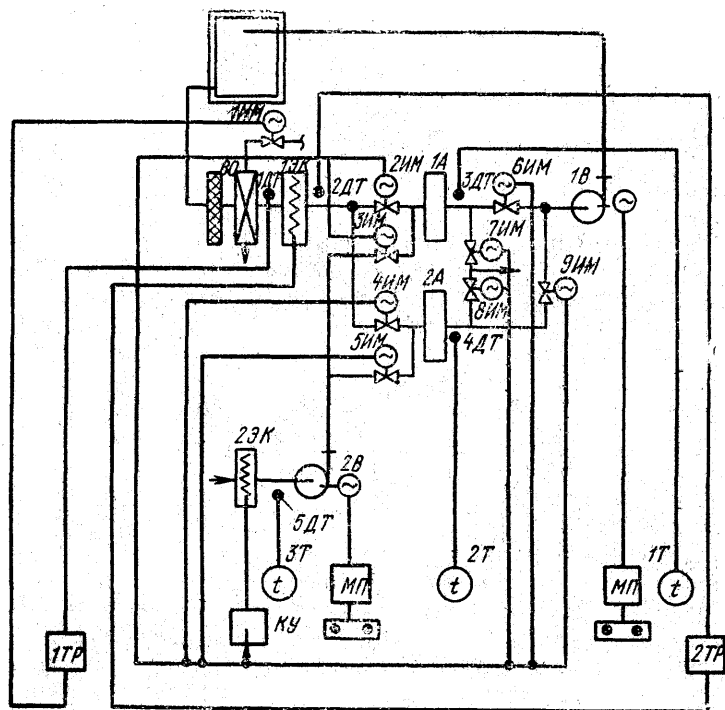 1ИМ
ВО
1ДТ
1ЭК
2ДТ
2ИМ
1А
3ДТ
6ИМ
1В
3ИМ
7ИМ
4ИМ
2А
8ИМ
9ИМ
5ИМ
4ДТ
2ЭК
2В
5ДТ
3Т
t
МП
2Т
t
МП
1Т
t
КУ
1ТР
2ТР